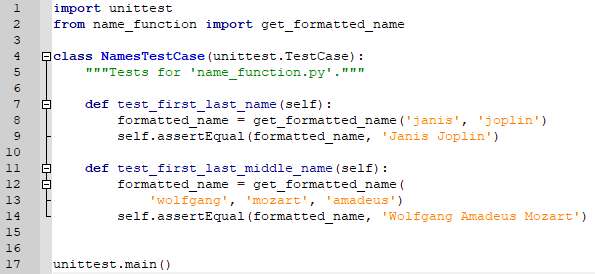 1 import unittest
2 from name_function import get_formatted_name
3
4 class NamesTestCase(unittest.TestCase):
5     """Tests for 'name_function.py'."""
6
7     def test_first_last_name(self):
8         formatted_name = get_formatted_name('janis', 'joplin')
9         self.assertEqual(formatted_name, 'Janis Joplin')
10
11     def test_first_last_middle_name(self):
12         formatted_name = get_formatted_name(
13             'wolfgang', 'mozart', 'amadeus')
14         self.assertEqual(formatted_name, 'Wolfgang Amadeus Mozart')
15
16
17 unittest.main()